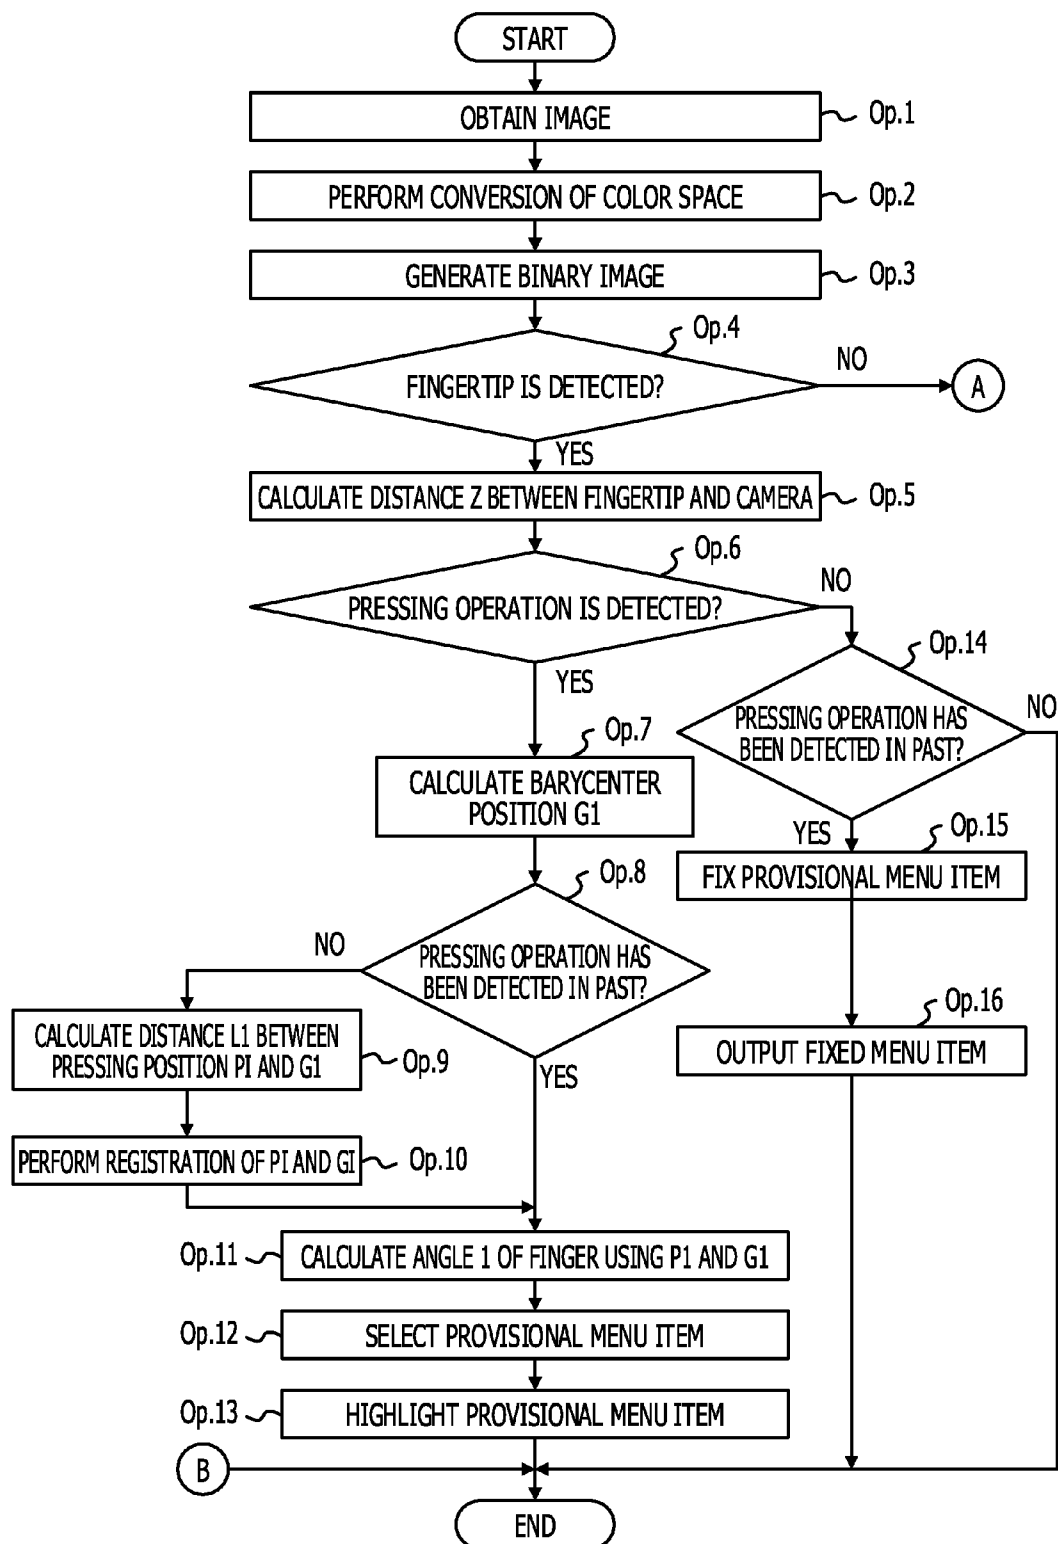 START
OBTAIN IMAGE
Op.1
PERFORM CONVERSION OF COLOR SPACE
Op.2
GENERATE BINARY IMAGE
Op.3
Op.4
FINGERTIP IS DETECTED?
NO
A
YES
CALCULATE DISTANCE Z BETWEEN FINGERTIP AND CAMERA
Op.5
Op.6
PRESSING OPERATION IS DETECTED?
NO
YES
Op.14
PRESSING OPERATION HAS
BEEN DETECTED IN PAST?
NO
Op.7
CALCULATE BARYCENTER
POSITION G1
YES
Op.15
FIX PROVISIONAL MENU ITEM
Op.8
PRESSING OPERATION HAS
BEEN DETECTED IN PAST?
NO
YES
Op.16
OUTPUT FIXED MENU ITEM
CALCULATE DISTANCE L1 BETWEEN
PRESSING POSITION PI AND G1
Op.9
PERFORM REGISTRATION OF PI AND GI
Op.10
Op.11
CALCULATE ANGLE 1 OF FINGER USING P1 AND G1
Op.12
SELECT PROVISIONAL MENU ITEM
Op.13
HIGHLIGHT PROVISIONAL MENU ITEM
B
END